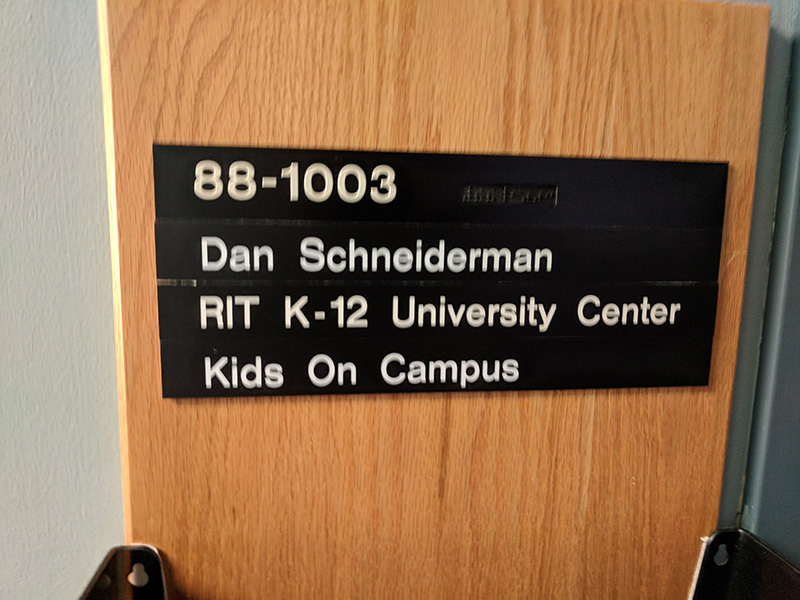 88-1003
Dan Schneiderman
RIT K-12 University Center
Kids On Campus